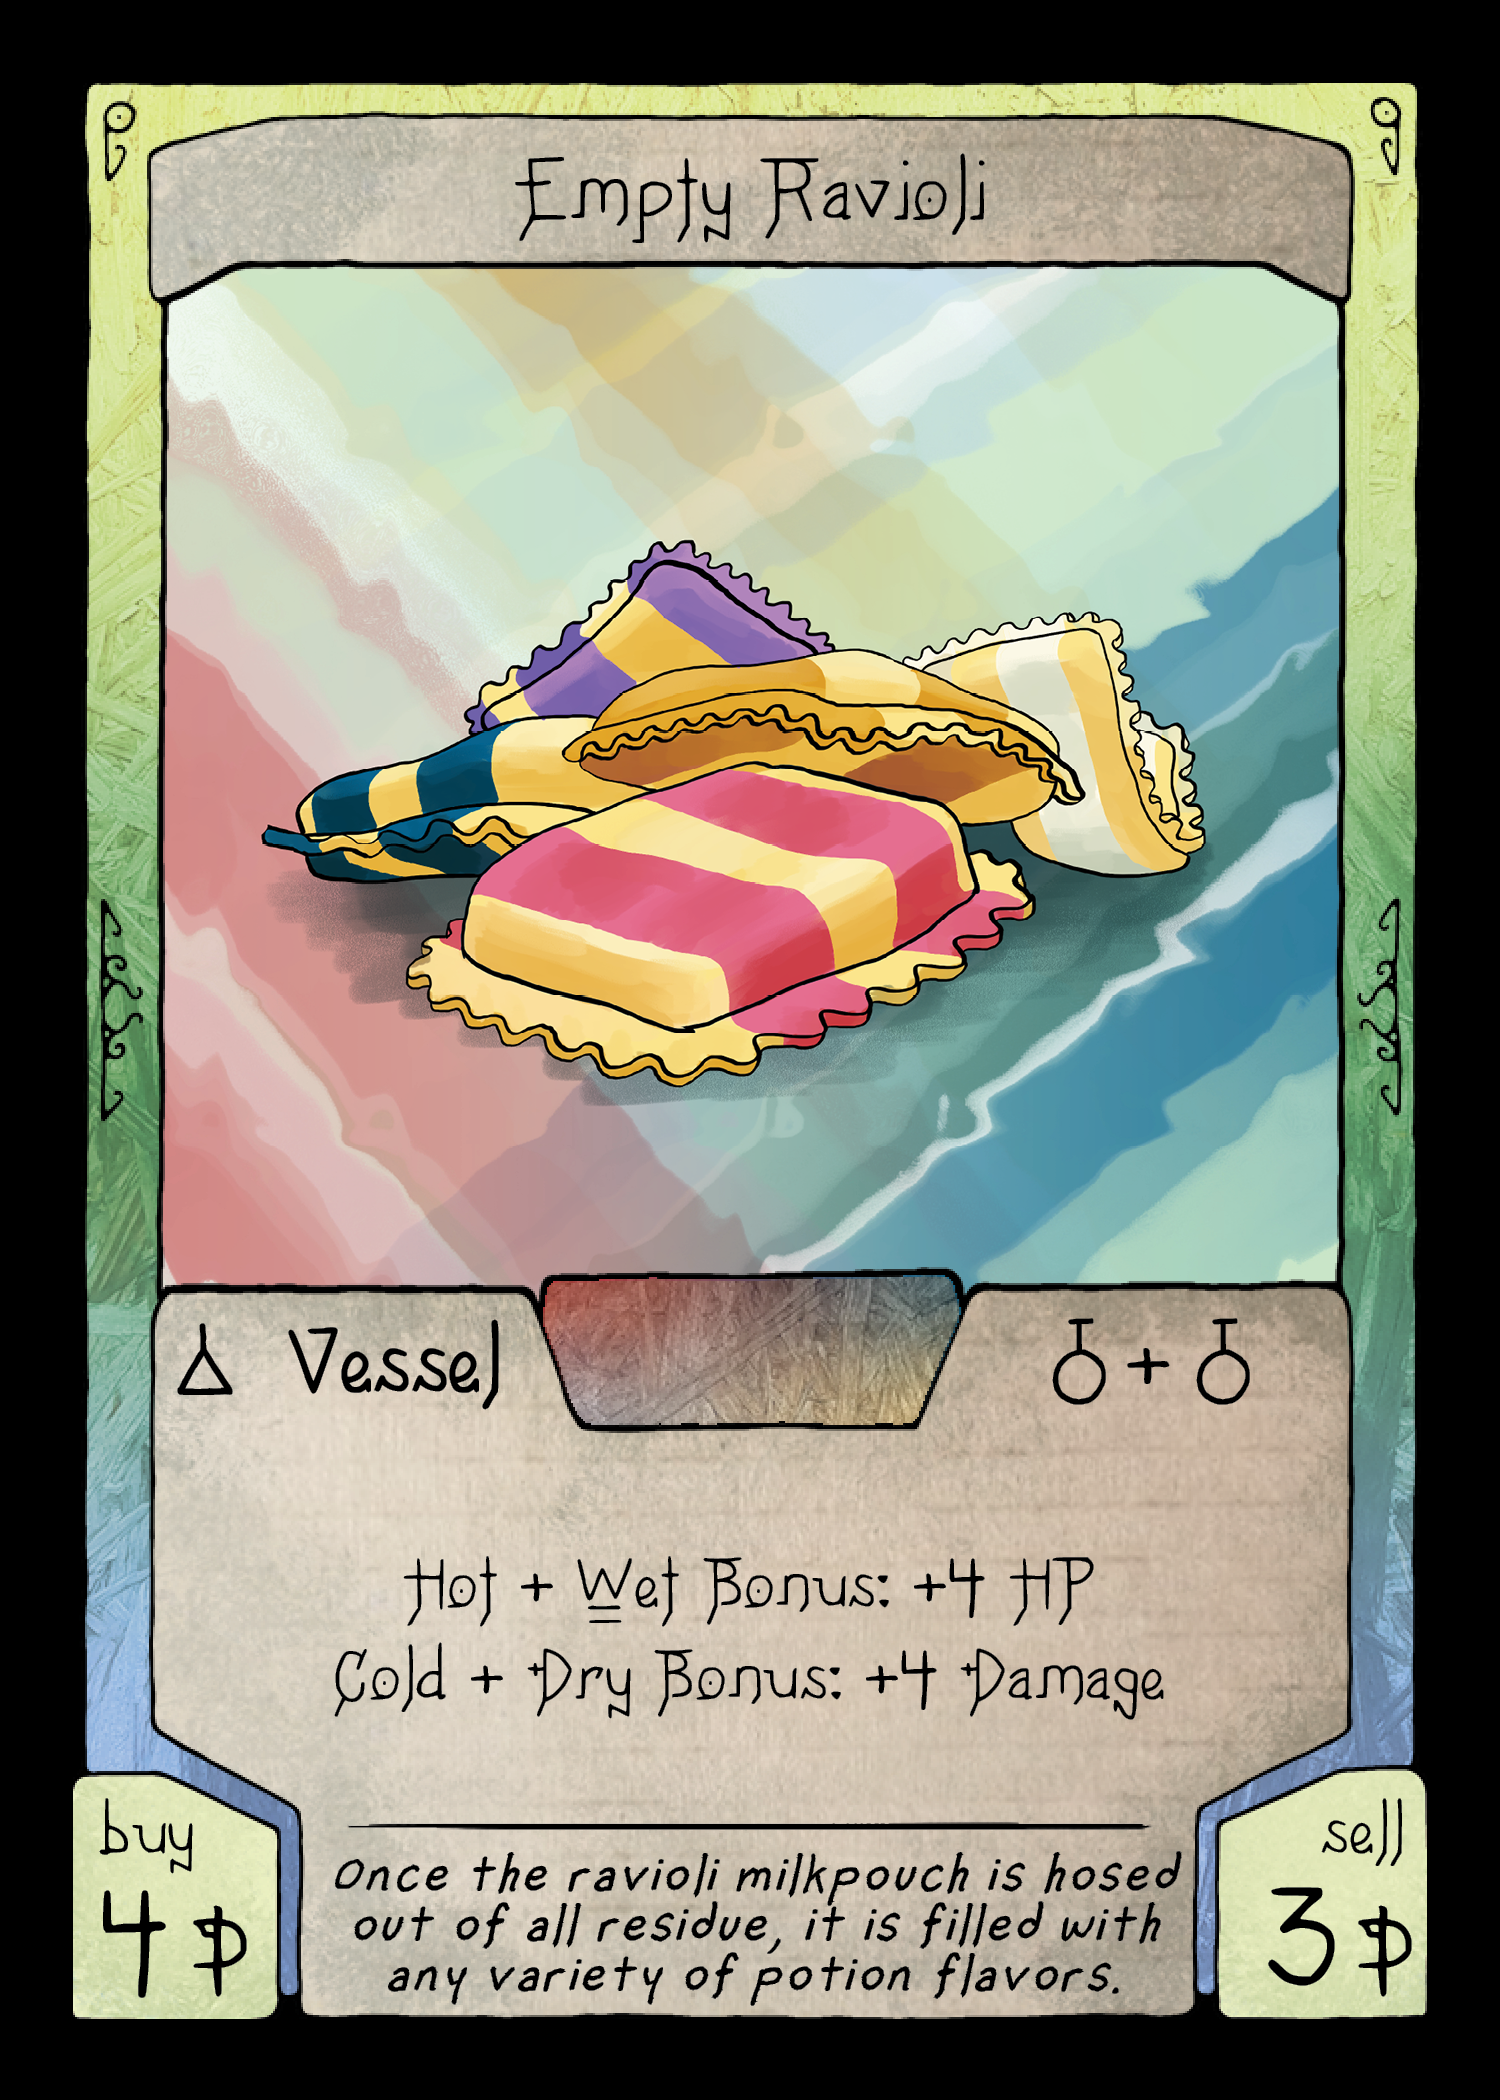 Empty Ravioli
Vessel
+
Hot + Wet Bonus: +4 HP
Cold + Dry Bonus: +4 Damage
buy
4 Đ
sell
3 Đ
Once the ravioli milkpouch is hosed
out of all residue, it is filled with
any variety of potion flavors.